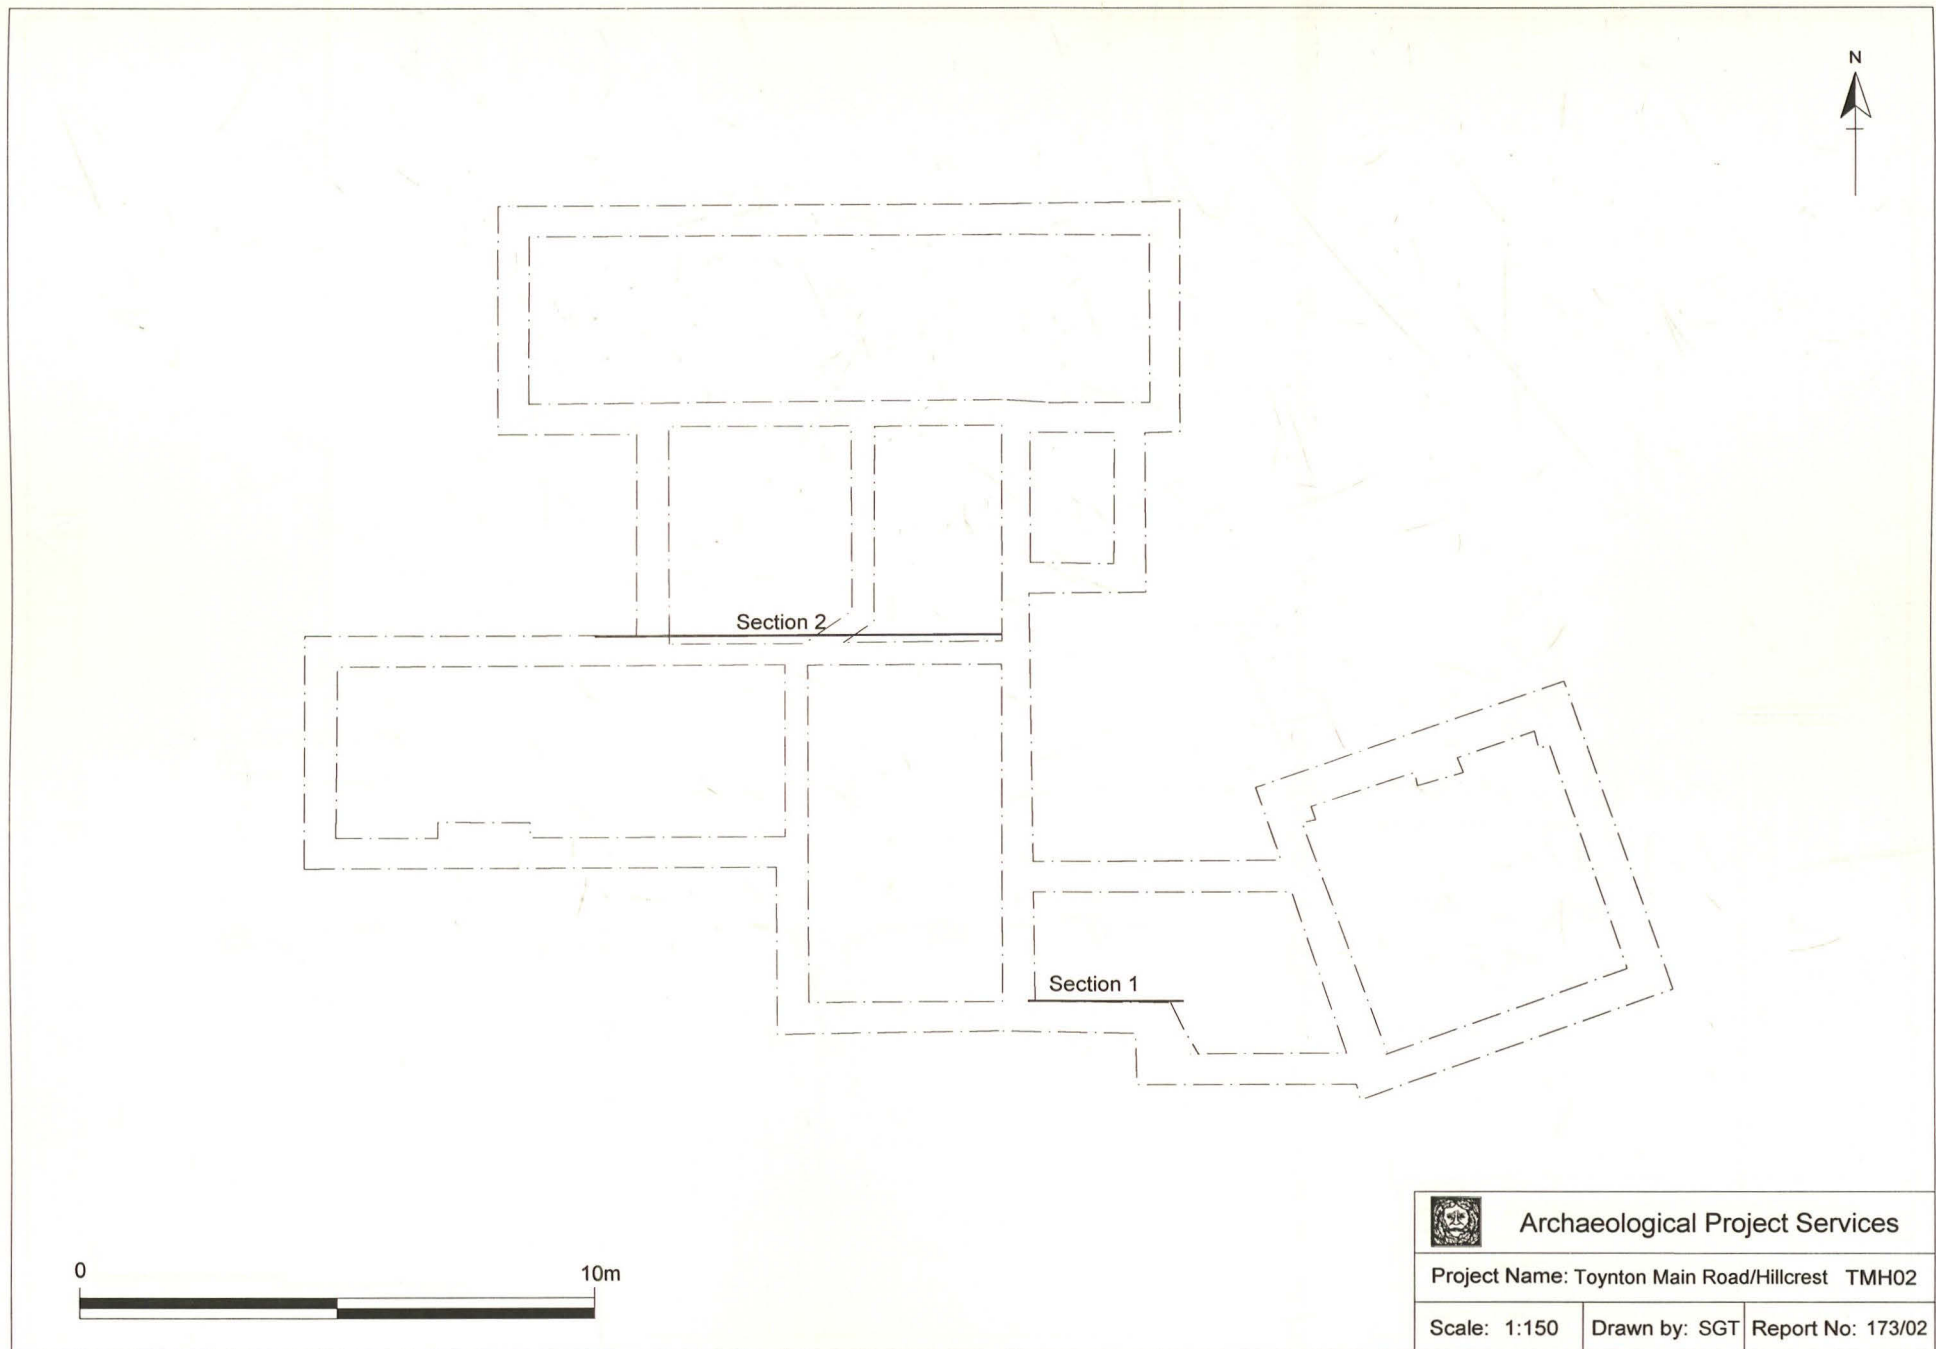 N
Section 2
Section 1
0 10m
Archaeological Project Services
Project Name: Toynton Main Road/Hillcrest TMH02
Scale: 1:150 Drawn by: SGT Report No: 173/02